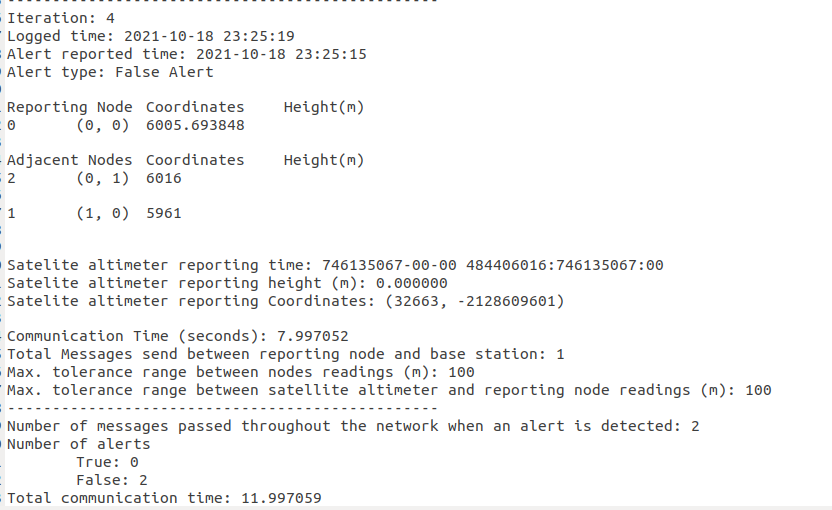 ------------------------------------------------
Iteration: 4
Logged time: 2021-10-18 23:25:19
Alert reported time: 2021-10-18 23:25:15
Alert type: False Alert
Reporting Node Coordinates Height(m)
0 (0, 0) 6005.693848
Adjacent Nodes Coordinates Height(m)
2 (0, 1) 6016
1 (1, 0) 5961
Satelite altimeter reporting time: 746135067-00-00 484406016:746135067:00
Satelite altimeter reporting height (m): 0.000000
Satelite altimeter reporting Coordinates: (32663, -2128609601)
Communication Time (seconds): 7.997052
Total Messages send between reporting node and base station: 1
Max. tolerance range between nodes readings (m): 100
Max. tolerance range between satellite altimeter and reporting node readings (m): 100
------------------------------------------------
Number of messages passed throughout the network when an alert is detected: 2
Number of alerts
True: 0
False: 2
Total communication time: 11.997059